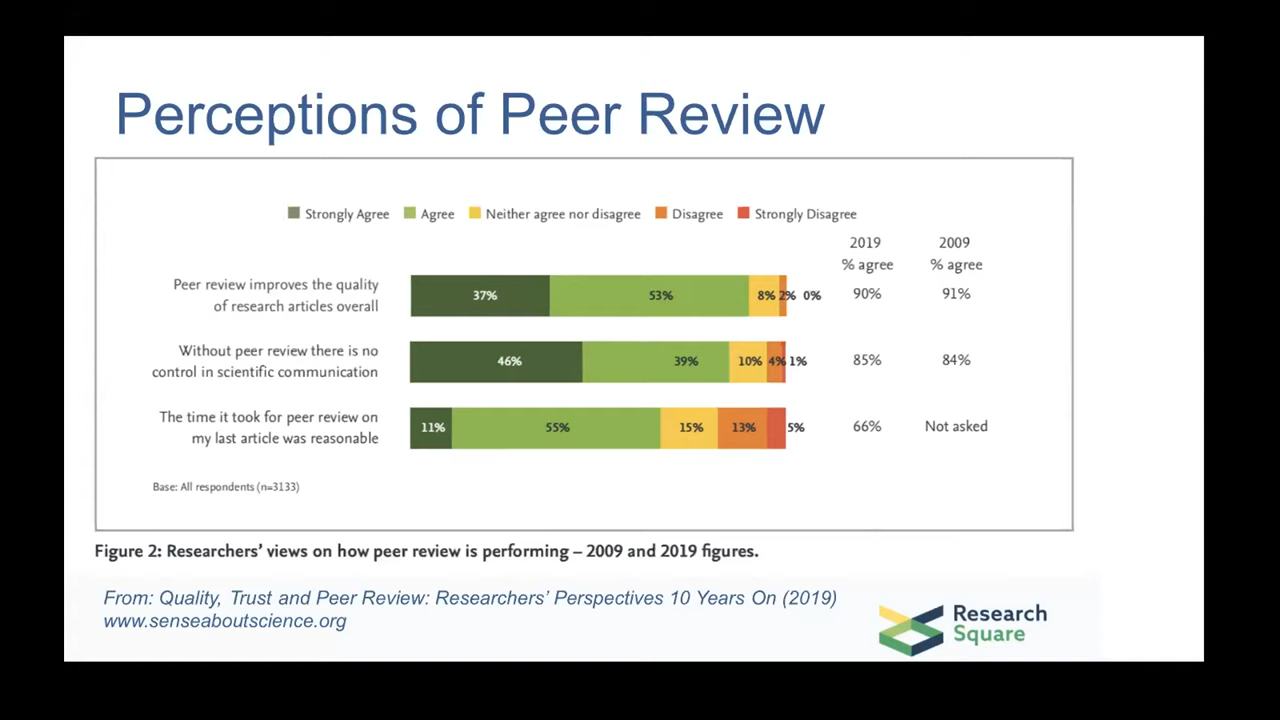 Perceptions of Peer Review
Strongly Agree Agree Neither agree nor disagree Disagree Strongly Disagree
2019 2009
% agree % agree
Peer review improves the quality
of research articles overall
37% 53% 8% 2% 0% 90% 91%
Without peer review there is no
control in scientific communication
46% 39% 10% 4% 1% 85% 84%
The time it took for peer review on
my last article was reasonable
11% 55% 15% 13% 5% 66% Not asked
Base: All respondents (n=3133)
Figure 2: Researchers’ views on how peer review is performing – 2009 and 2019 figures.
From: Quality, Trust and Peer Review: Researchers’ Perspectives 10 Years On (2019)
www.senseaboutscience.org
Research
Square